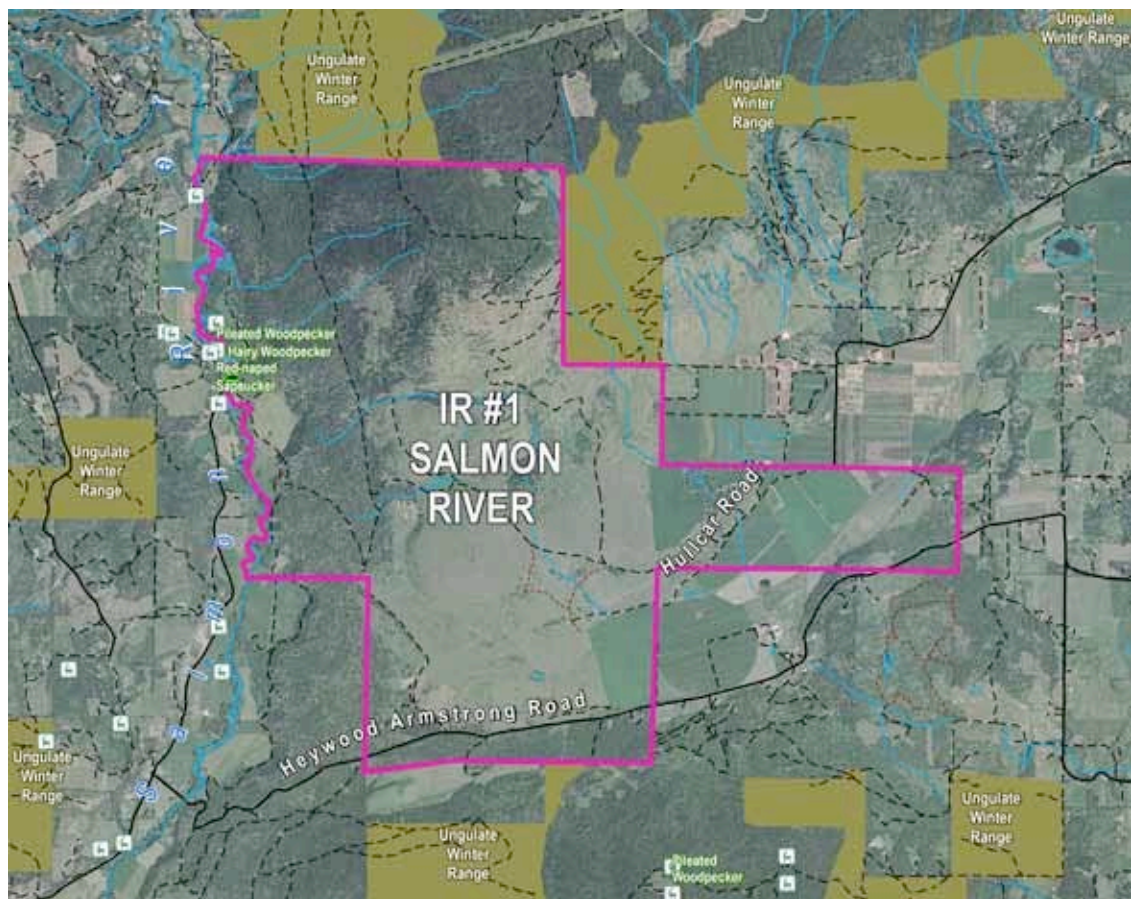 Ungulate
Winter Range
Ungulate
Winter
Range
Ungulate
Winter
Range
Pileated Woodpecker
Hairy Woodpecker
Red-naped
Sapsucker
IR #1
SALMON
RIVER
Ungulate
Winter
Range
Hullcar Road
Heywood Armstrong Road
Ungulate
Winter
Range
Ungulate
Winter
Range
Ungulate
Winter
Range
Pileated
Woodpecker